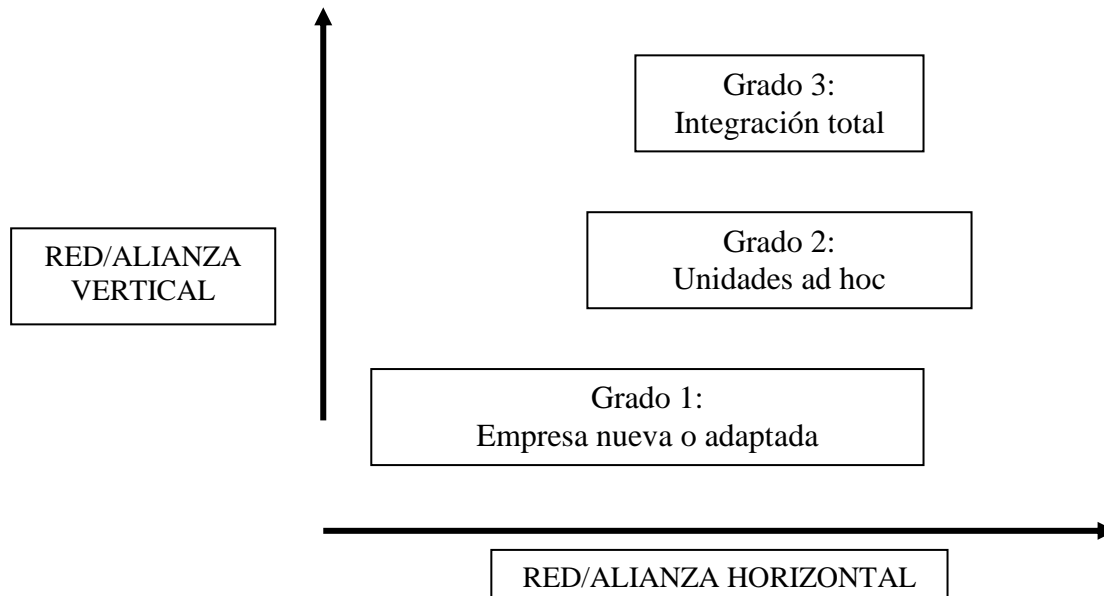 Grado 3:
Integración total
RED/ALIANZA
VERTICAL
Grado 2:
Unidades ad hoc
Grado 1:
Empresa nueva o adaptada
RED/ALIANZA HORIZONTAL